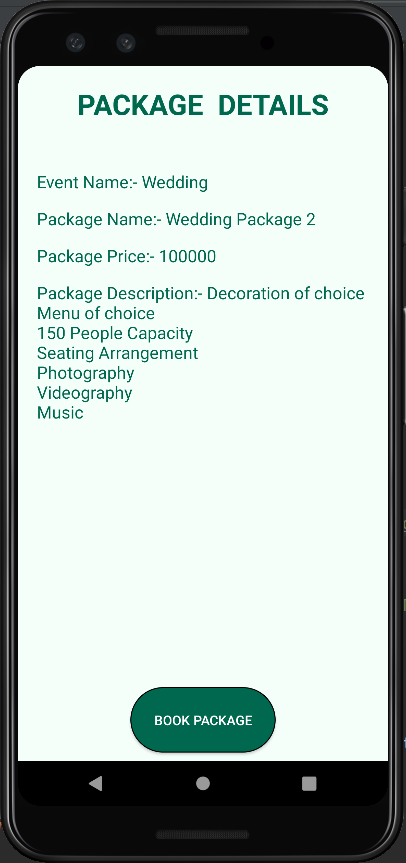 PACKAGE DETAILS
Event Name:- Wedding
Package Name:- Wedding Package 2
Package Price:- 100000
Package Description:- Decoration of choice
Menu of choice
150 People Capacity
Seating Arrangement
Photography
Videography
Music
BOOK PACKAGE